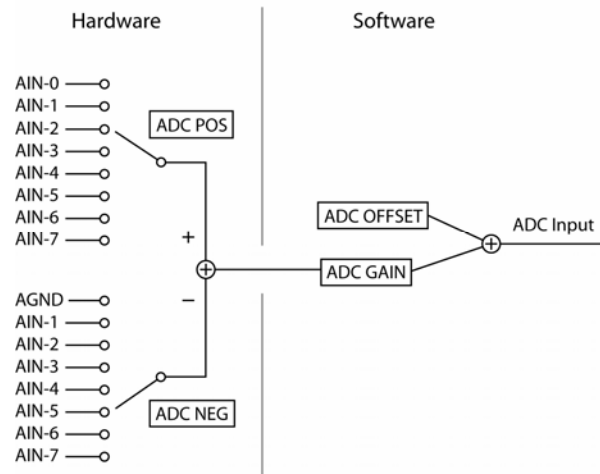 Hardware
Software
AIN-0
AIN-1
AIN-2
AIN-3
AIN-4
AIN-5
AIN-6
AIN-7
ADC POS
+
ADC OFFSET
ADC Input
ADC GAIN
−
AGND
AIN-1
AIN-2
AIN-3
AIN-4
AIN-5
AIN-6
AIN-7
ADC NEG